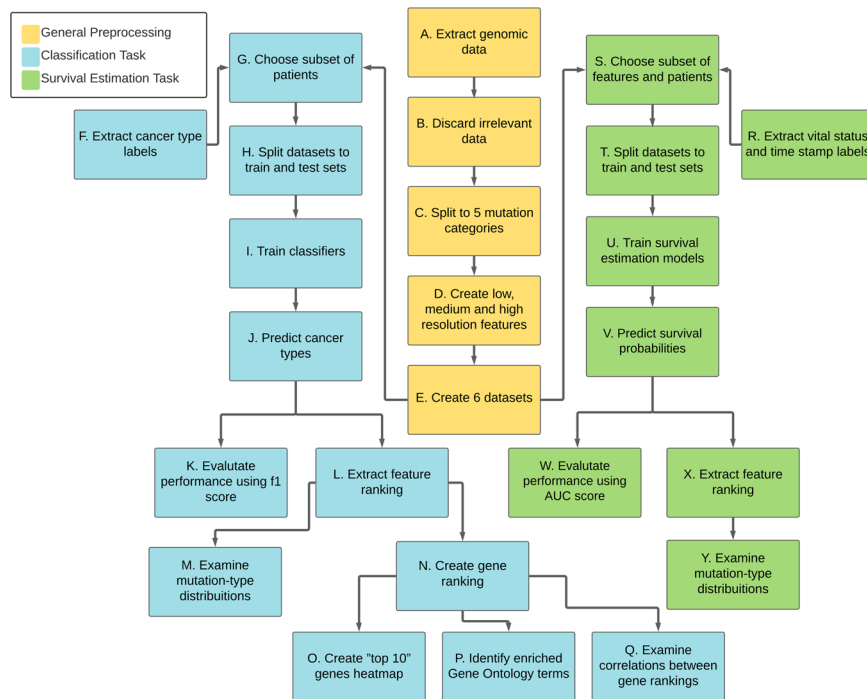 General Preprocessing
Classification Task
Survival Estimation Task
A. Extract genomic
data
G. Choose subset of
patients
S. Choose subset of
features and patients
F. Extract cancer type
labels
B. Discard irrelevant
data
R. Extract vital status
and time stamp labels
H. Split datasets to
train and test sets
T. Split datasets to
train and test sets
C. Split to 5 mutation
categories
I. Train classifiers
U. Train survival
estimation models
D. Create low,
medium and high
resolution features
J. Predict cancer
types
V. Predict survival
probabilities
E. Create 6 datasets
K. Evalutate
performance using f1
score
L. Extract feature
ranking
W. Evalutate
performance using
AUC score
X. Extract feature
ranking
M. Examine
mutation-type
distribuitions
N. Create gene
ranking
Y. Examine
mutation-type
distributions
O. Create "top 10"
genes heatmap
P. Identify enriched
Gene Ontology terms
Q. Examine
correlations between
gene rankings